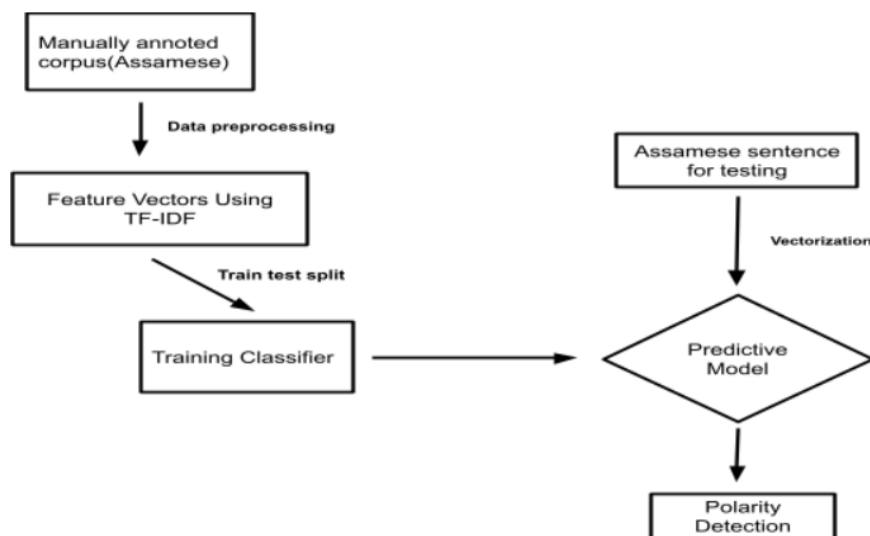 Manually annoted
corpus(Assamese)
Data preprocessing
Feature Vectors Using
TF-IDF
Train test split
Training Classifier
Assamese sentence
for testing
Vectorization
Predictive
Model
Polarity
Detection